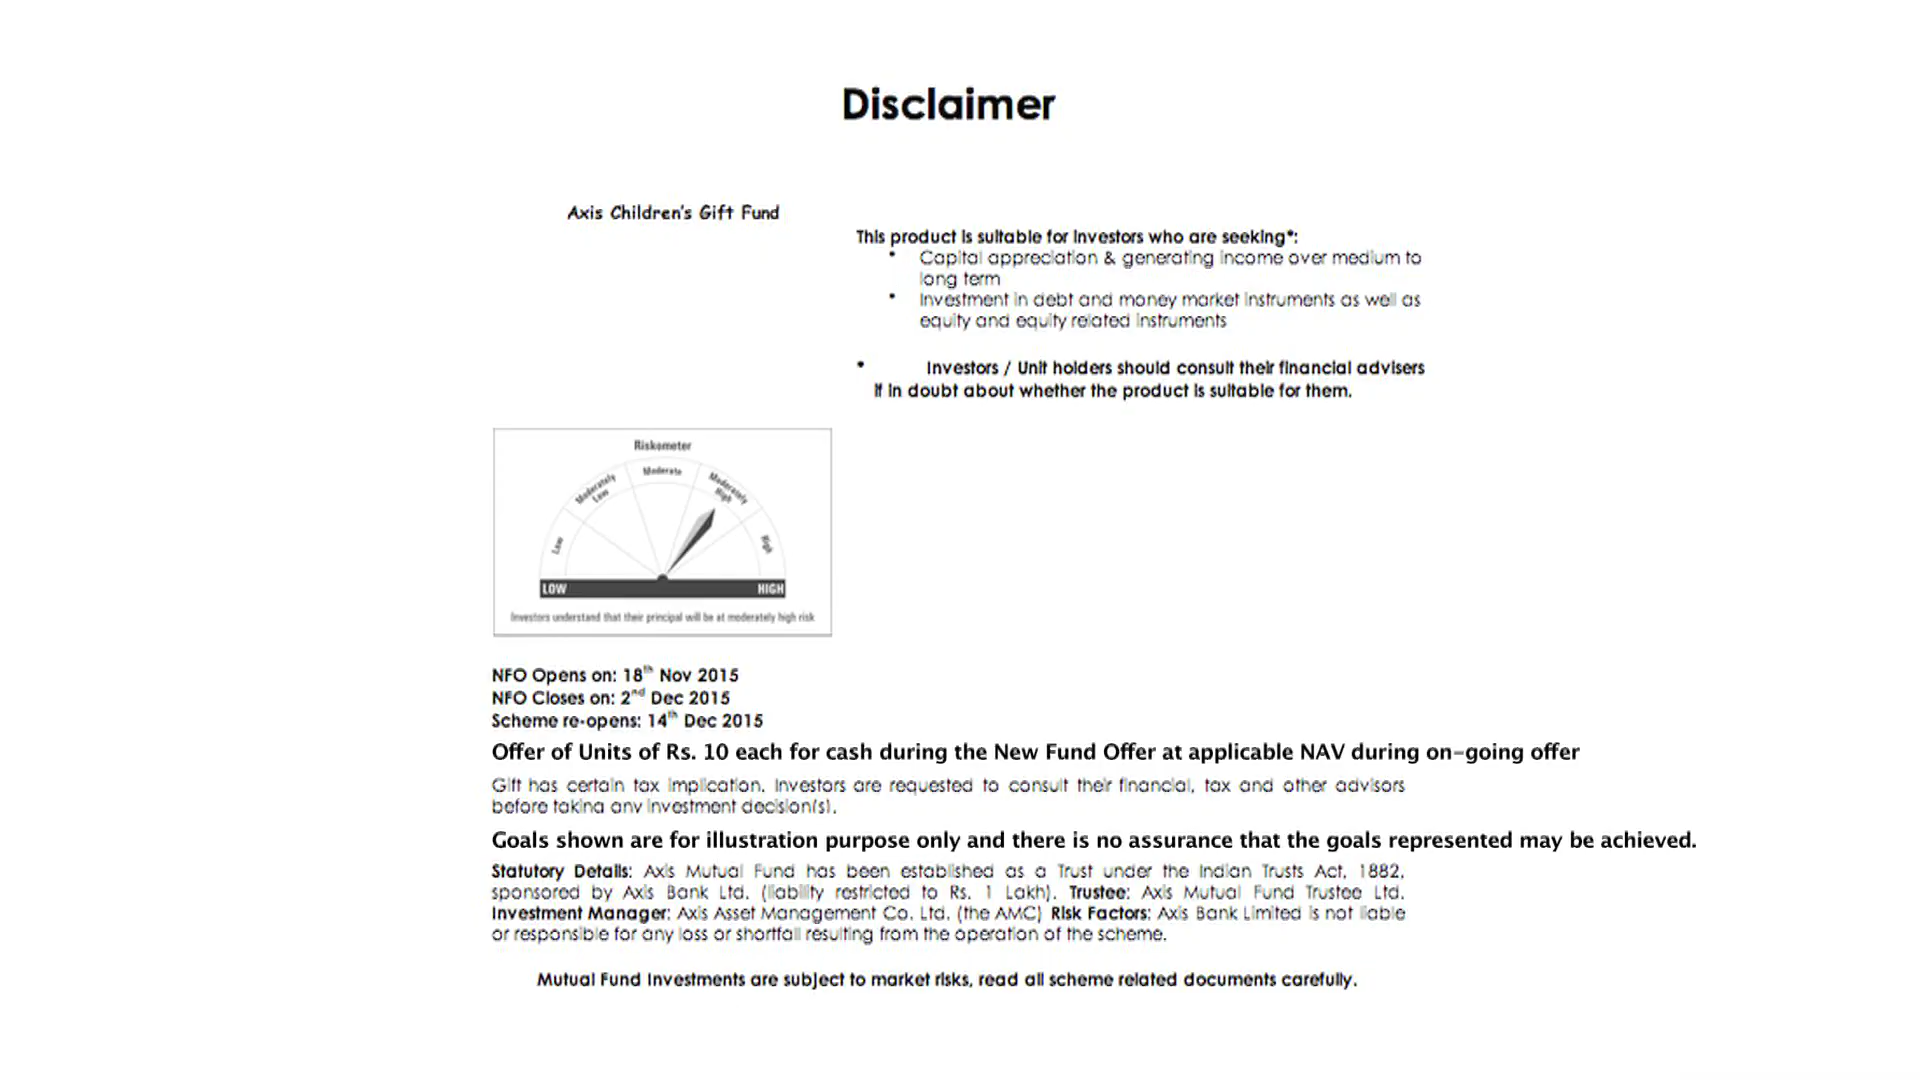 Disclaimer
Axis Children's Gift Fund
This product is suitable for investors who are seeking*:
• Capital appreciation & generating income over medium to
long term
• Investment in debt and money market instruments as well as
equity and equity related instruments
* Investors / Unit holders should consult their financial advisers
if in doubt about whether the product is suitable for them.
Riskometer
Low
Moderately
Low
Moderate
Moderately
High
High
LOW HIGH
Investors understand that their principal will be at moderately high risk
NFO Opens on: 18th Nov 2015
NFO Closes on: 2nd Dec 2015
Scheme re-opens: 14th Dec 2015
Offer of Units of Rs. 10 each for cash during the New Fund Offer at applicable NAV during on-going offer
Gift has certain tax implication. Investors are requested to consult their financial, tax and other advisors
before taking any investment decision(s).
Goals shown are for illustration purpose only and there is no assurance that the goals represented may be achieved.
Statutory Details: Axis Mutual Fund has been established as a Trust under the Indian Trusts Act, 1882,
sponsored by Axis Bank Ltd. (liability restricted to Rs. 1 Lakh). Trustee: Axis Mutual Fund Trustee Ltd.
Investment Manager: Axis Asset Management Co. Ltd. (the AMC) Risk Factors: Axis Bank Limited is not liable
or responsible for any loss or shortfall resulting from the operation of the scheme.
Mutual Fund Investments are subject to market risks, read all scheme related documents carefully.